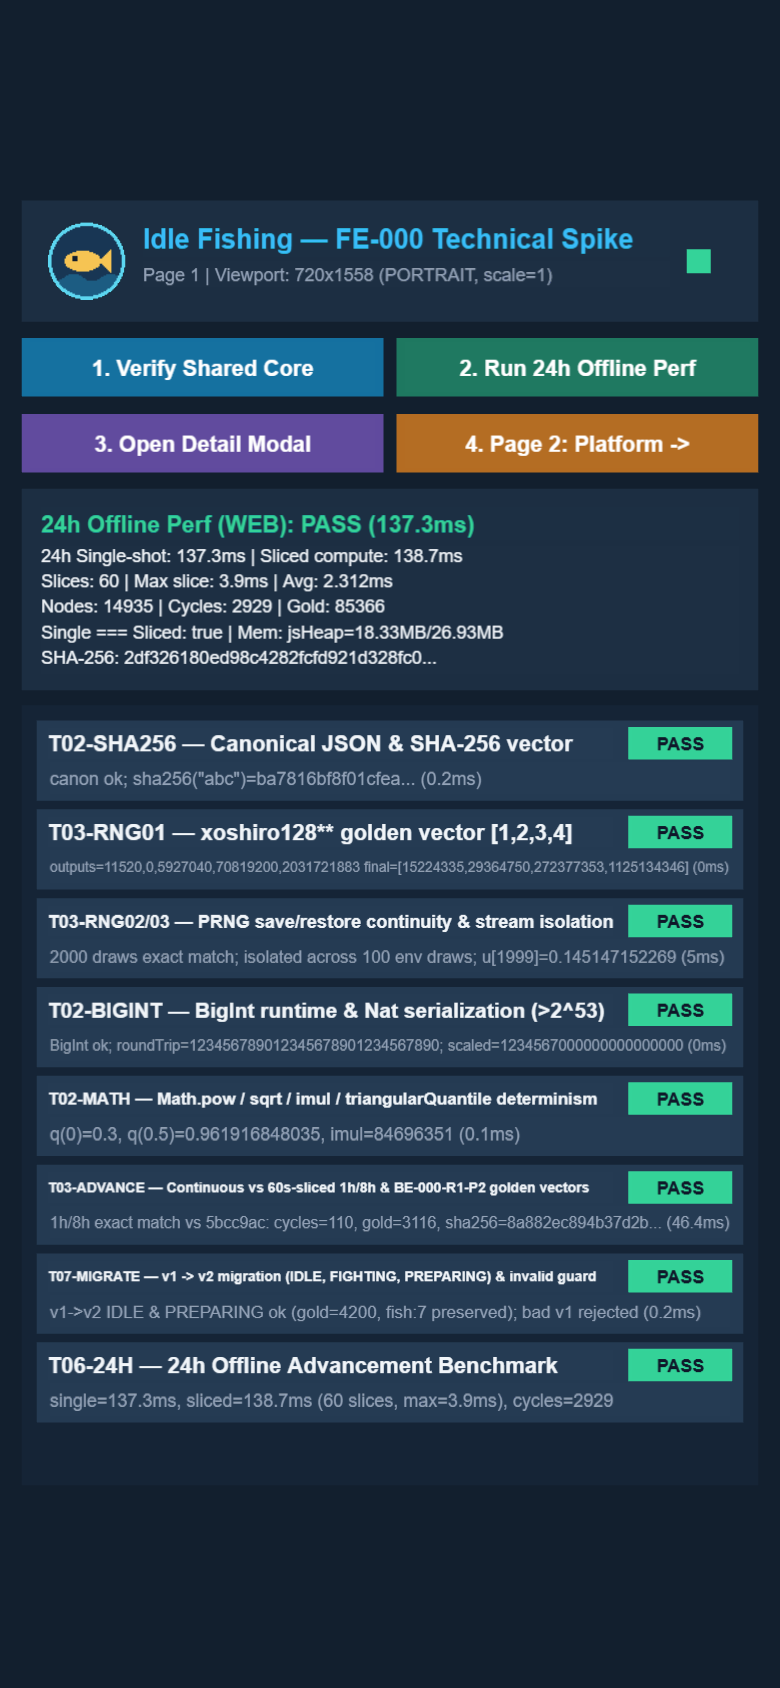 Idle Fishing — FE-000 Technical Spike
Page 1 | Viewport: 720x1558 (PORTRAIT, scale=1)
1. Verify Shared Core
2. Run 24h Offline Perf
3. Open Detail Modal
4. Page 2: Platform ->
24h Offline Perf (WEB): PASS (137.3ms)
24h Single-shot: 137.3ms | Sliced compute: 138.7ms
Slices: 60 | Max slice: 3.9ms | Avg: 2.312ms
Nodes: 14935 | Cycles: 2929 | Gold: 85366
Single === Sliced: true | Mem: jsHeap=18.33MB/26.93MB
SHA-256: 2df326180ed98c4282fcfd921d328fc0...
T02-SHA256 — Canonical JSON & SHA-256 vector
PASS
canon ok; sha256("abc")=ba7816bf8f01cfea... (0.2ms)
T03-RNG01 — xoshiro128** golden vector [1,2,3,4]
PASS
outputs=11520,0,5927040,70819200,2031721883 final=[15224335,29364750,272377353,1125134346] (0ms)
T03-RNG02/03 — PRNG save/restore continuity & stream isolation
PASS
2000 draws exact match; isolated across 100 env draws; u[1999]=0.145147152269 (5ms)
T02-BIGINT — BigInt runtime & Nat serialization (>2^53)
PASS
BigInt ok; roundTrip=123456789012345678901234567890; scaled=1234567000000000000000 (0ms)
T02-MATH — Math.pow / sqrt / imul / triangularQuantile determinism
PASS
q(0)=0.3, q(0.5)=0.961916848035, imul=84696351 (0.1ms)
T03-ADVANCE — Continuous vs 60s-sliced 1h/8h & BE-000-R1-P2 golden vectors
PASS
1h/8h exact match vs 5bcc9ac: cycles=110, gold=3116, sha256=8a882ec894b37d2b... (46.4ms)
T07-MIGRATE — v1 -> v2 migration (IDLE, FIGHTING, PREPARING) & invalid guard
PASS
v1->v2 IDLE & PREPARING ok (gold=4200, fish:7 preserved); bad v1 rejected (0.2ms)
T06-24H — 24h Offline Advancement Benchmark
PASS
single=137.3ms, sliced=138.7ms (60 slices, max=3.9ms), cycles=2929